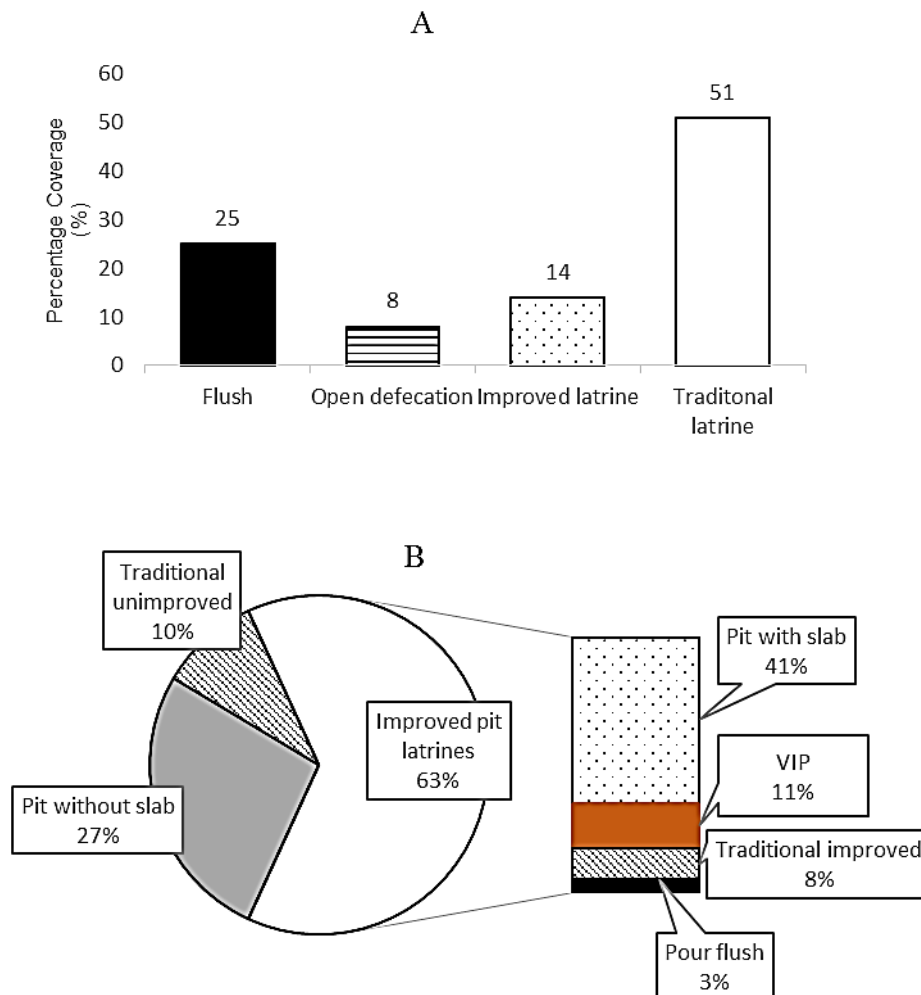 A
Percentage Coverage
(%)
60
50
40
30
20
10
0
25
8
14
51
Flush
Open defecation
Improved latrine
Traditonal
latrine
B
Traditional
unimproved
10%
Pit without slab
27%
Improved pit
latrines
63%
Pit with slab
41%
VIP
11%
Traditional improved
8%
Pour flush
3%